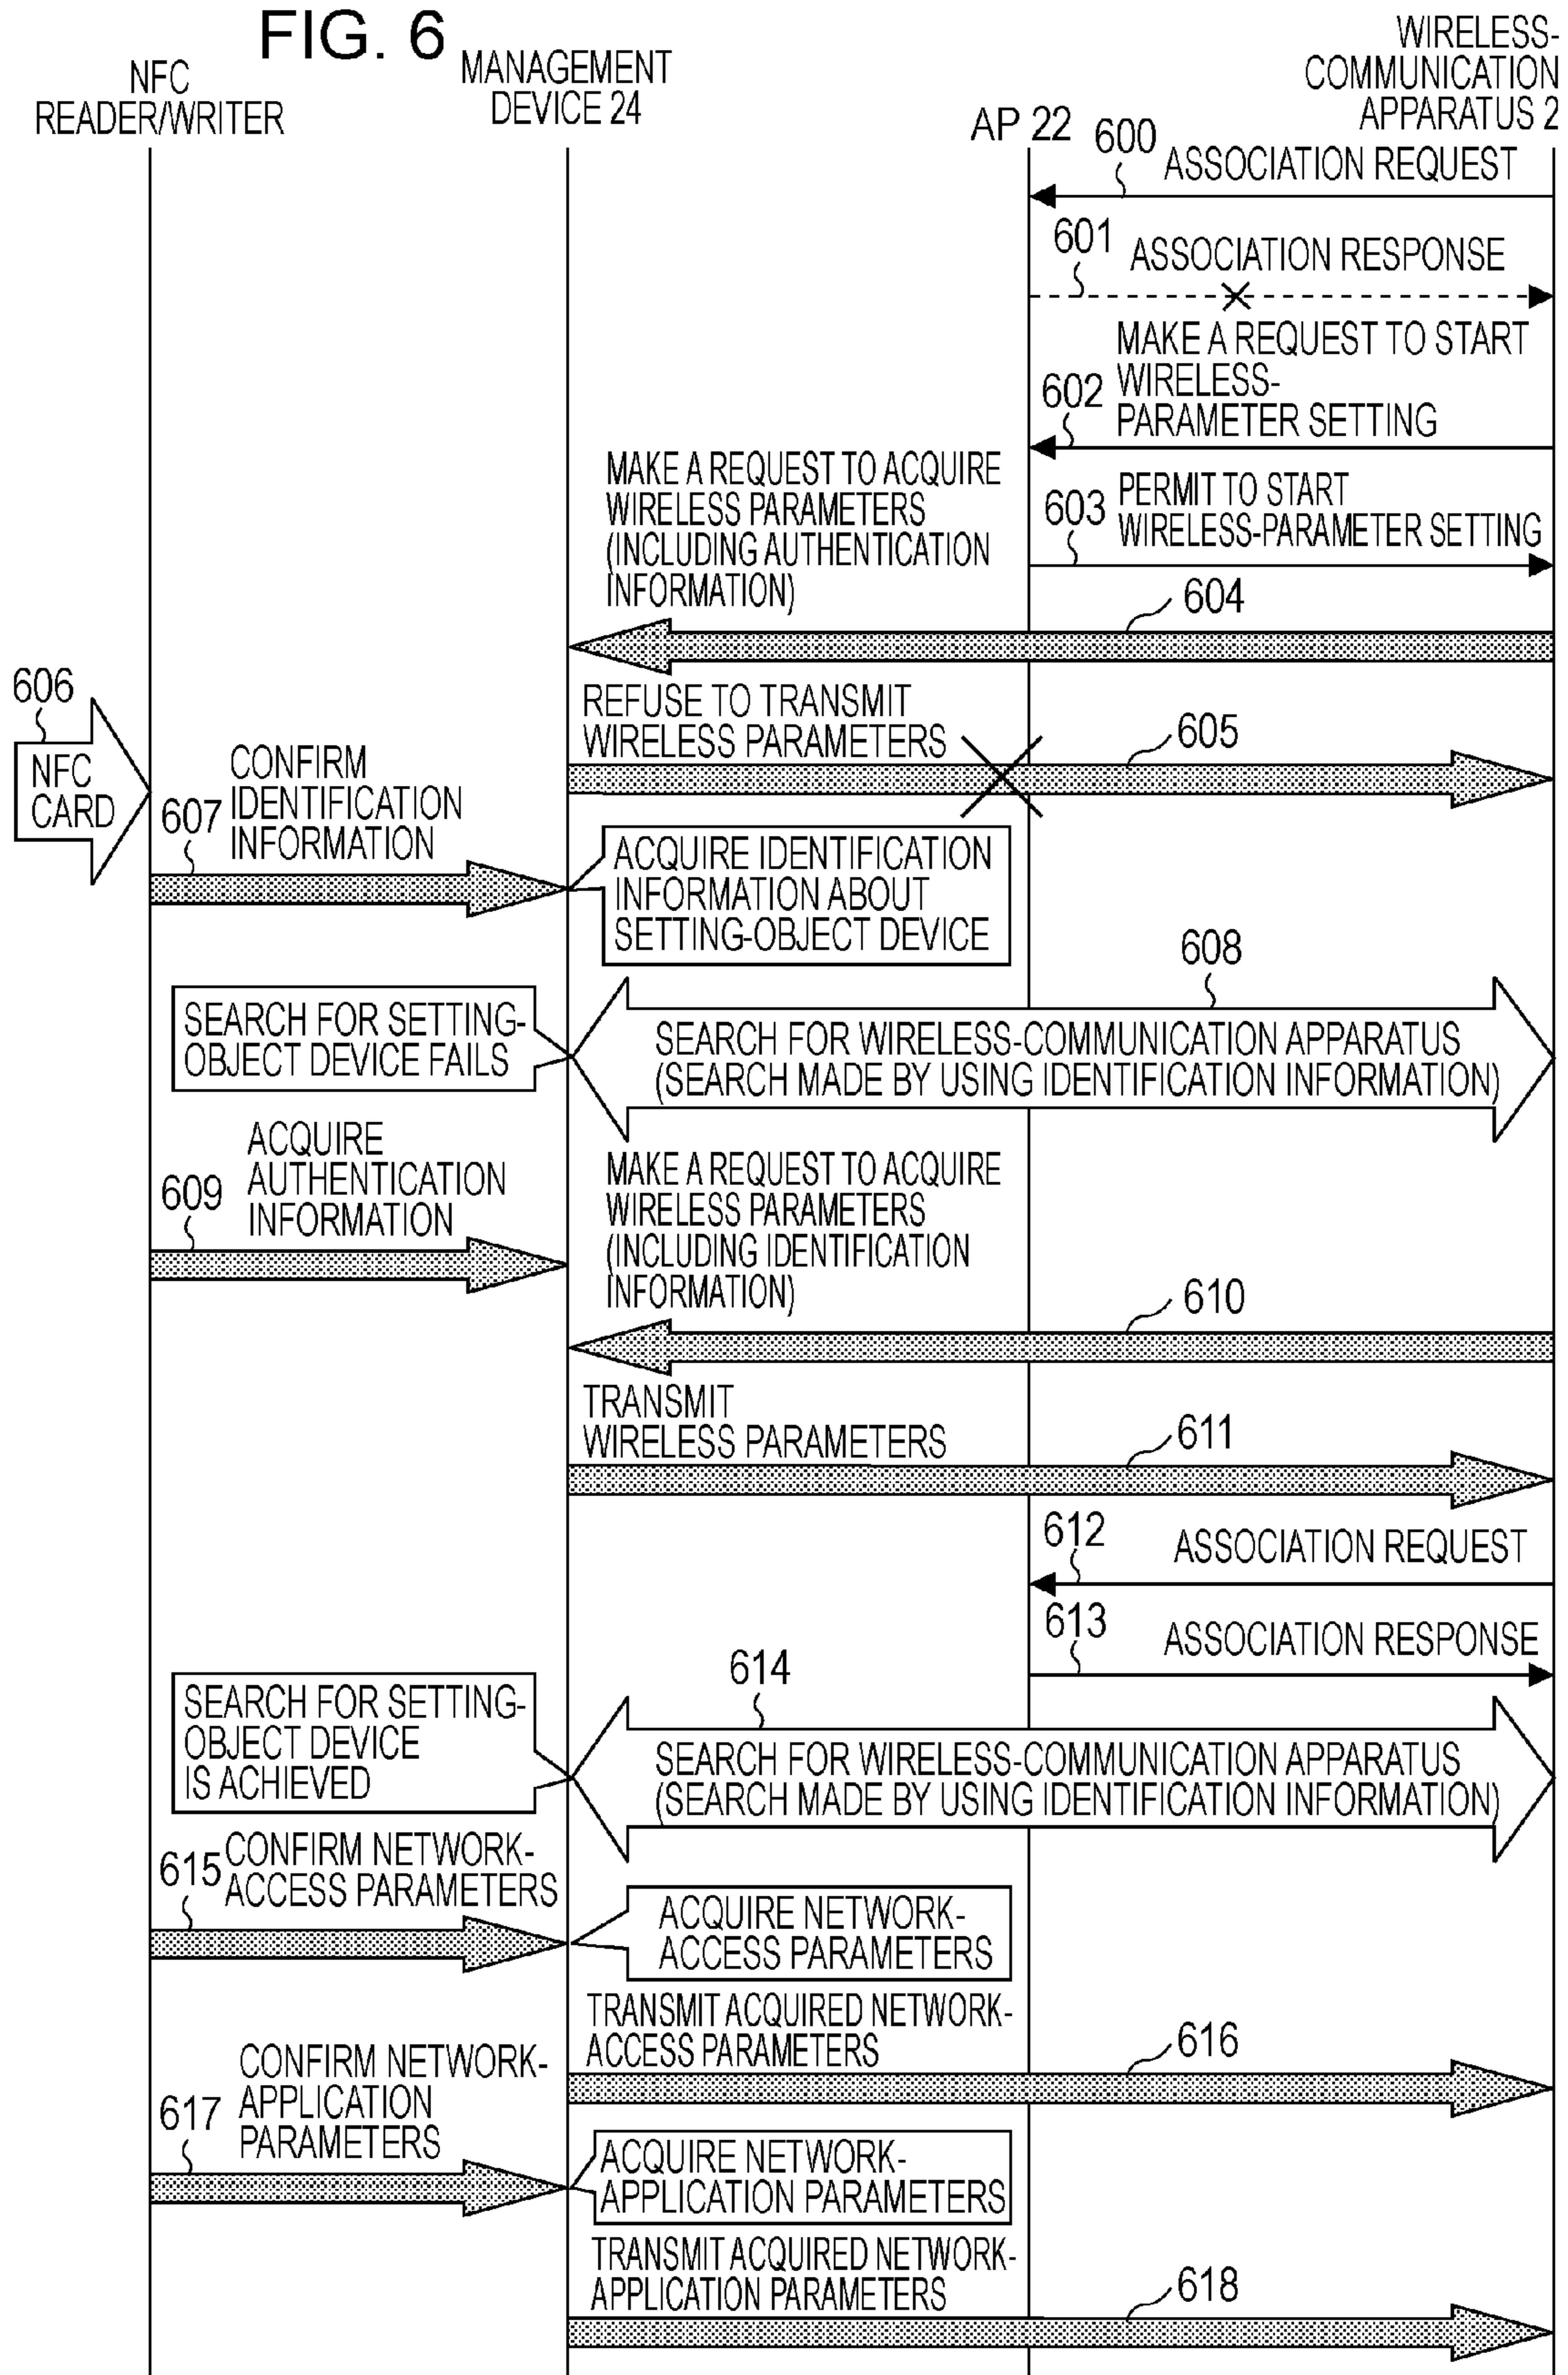 FIG. 6
NFC
READER/WRITER
MANAGEMENT
DEVICE 24
AP 22
WIRELESS-
COMMUNICATION
APPARATUS 2
600
ASSOCIATION REQUEST
601
ASSOCIATION RESPONSE
MAKE A REQUEST TO START
WIRELESS-
PARAMETER SETTING
602
PERMIT TO START
WIRELESS-PARAMETER SETTING
603
MAKE A REQUEST TO ACQUIRE
WIRELESS PARAMETERS
(INCLUDING AUTHENTICATION
INFORMATION)
604
REFUSE TO TRANSMIT
WIRELESS PARAMETERS
605
606
NFC
CARD
607
CONFIRM
IDENTIFICATION
INFORMATION
ACQUIRE IDENTIFICATION
INFORMATION ABOUT
SETTING-OBJECT DEVICE
608
SEARCH FOR SETTING-
OBJECT DEVICE FAILS
SEARCH FOR WIRELESS-COMMUNICATION APPARATUS
(SEARCH MADE BY USING IDENTIFICATION INFORMATION)
609
ACQUIRE
AUTHENTICATION
INFORMATION
MAKE A REQUEST TO ACQUIRE
WIRELESS PARAMETERS
(INCLUDING IDENTIFICATION
INFORMATION)
610
TRANSMIT
WIRELESS PARAMETERS
611
612
ASSOCIATION REQUEST
613
ASSOCIATION RESPONSE
614
SEARCH FOR SETTING-
OBJECT DEVICE
IS ACHIEVED
SEARCH FOR WIRELESS-COMMUNICATION APPARATUS
(SEARCH MADE BY USING IDENTIFICATION INFORMATION)
615
CONFIRM NETWORK-
ACCESS PARAMETERS
ACQUIRE NETWORK-
ACCESS PARAMETERS
TRANSMIT ACQUIRED NETWORK-
ACCESS PARAMETERS
616
617
CONFIRM NETWORK-
APPLICATION
PARAMETERS
ACQUIRE NETWORK-
APPLICATION PARAMETERS
TRANSMIT ACQUIRED NETWORK-
APPLICATION PARAMETERS
618